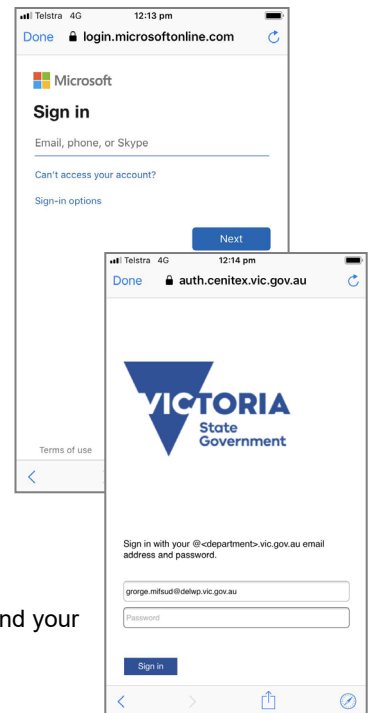 Telstra 4G 12:13 pm
Done login.microsoftonline.com
Microsoft
Sign in
Email, phone, or Skype
Can't access your account?
Sign-in options
Next
Terms of use
Telstra 4G 12:14 pm
Done auth.cenitex.vic.gov.au
VICTORIA
State
Government
Sign in with your @<department>.vic.gov.au email
address and password.
grorge.mifsud@delwp.vic.gov.au
Password
Sign in
nd your